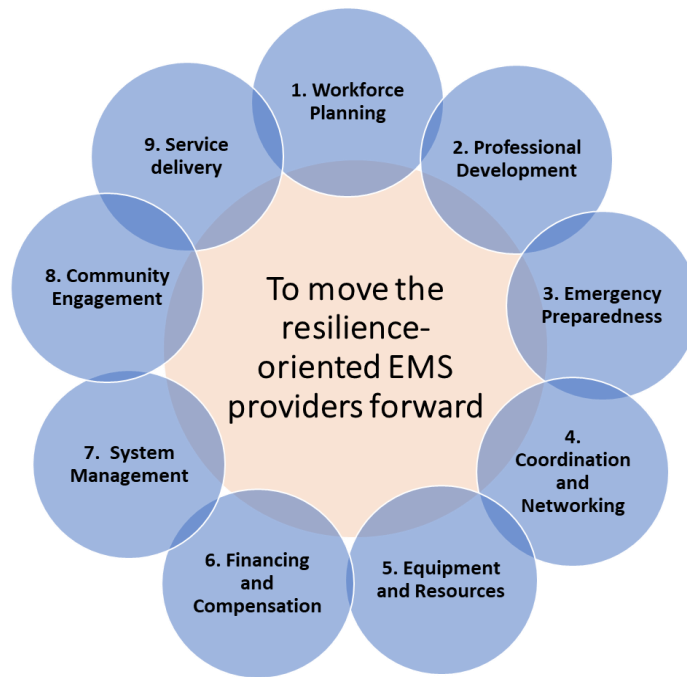 1. Workforce
Planning
2. Professional
Development
3. Emergency
Preparedness
4.
Coordination
and
Networking
5. Equipment
and Resources
6. Financing
and
Compensation
7.  System
Management
8. Community
Engagement
9. Service
delivery
To move the
resilience-
oriented EMS
providers forward